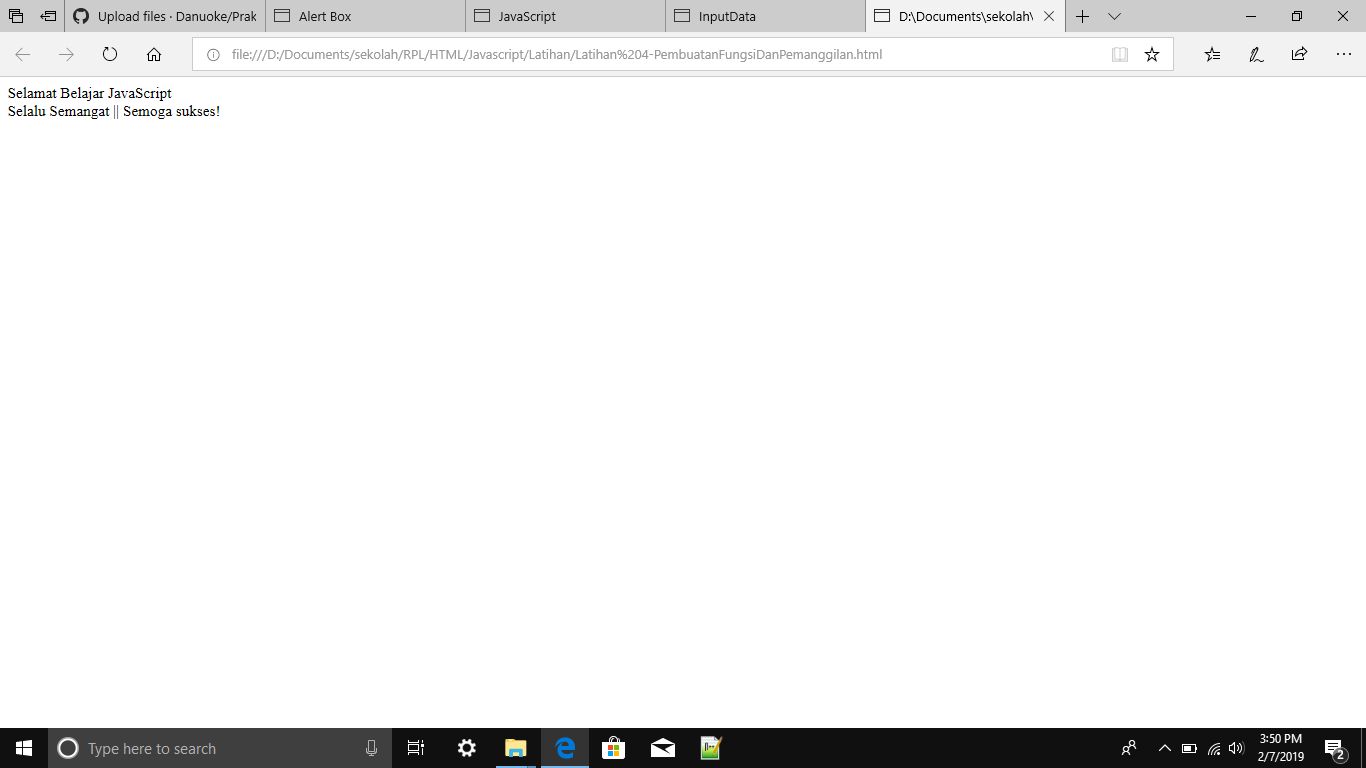 Upload files · Danuoke/Prak
Alert Box
JavaScript
InputData
D:\Documents\sekolah\
file:///D:/Documents/sekolah/RPL/HTML/Javascript/Latihan/Latihan%204-PembuatanFungsiDanPemanggilan.html
Selamat Belajar JavaScript
Selalu Semangat || Semoga sukses!
Type here to search
3:50 PM
2/7/2019
2